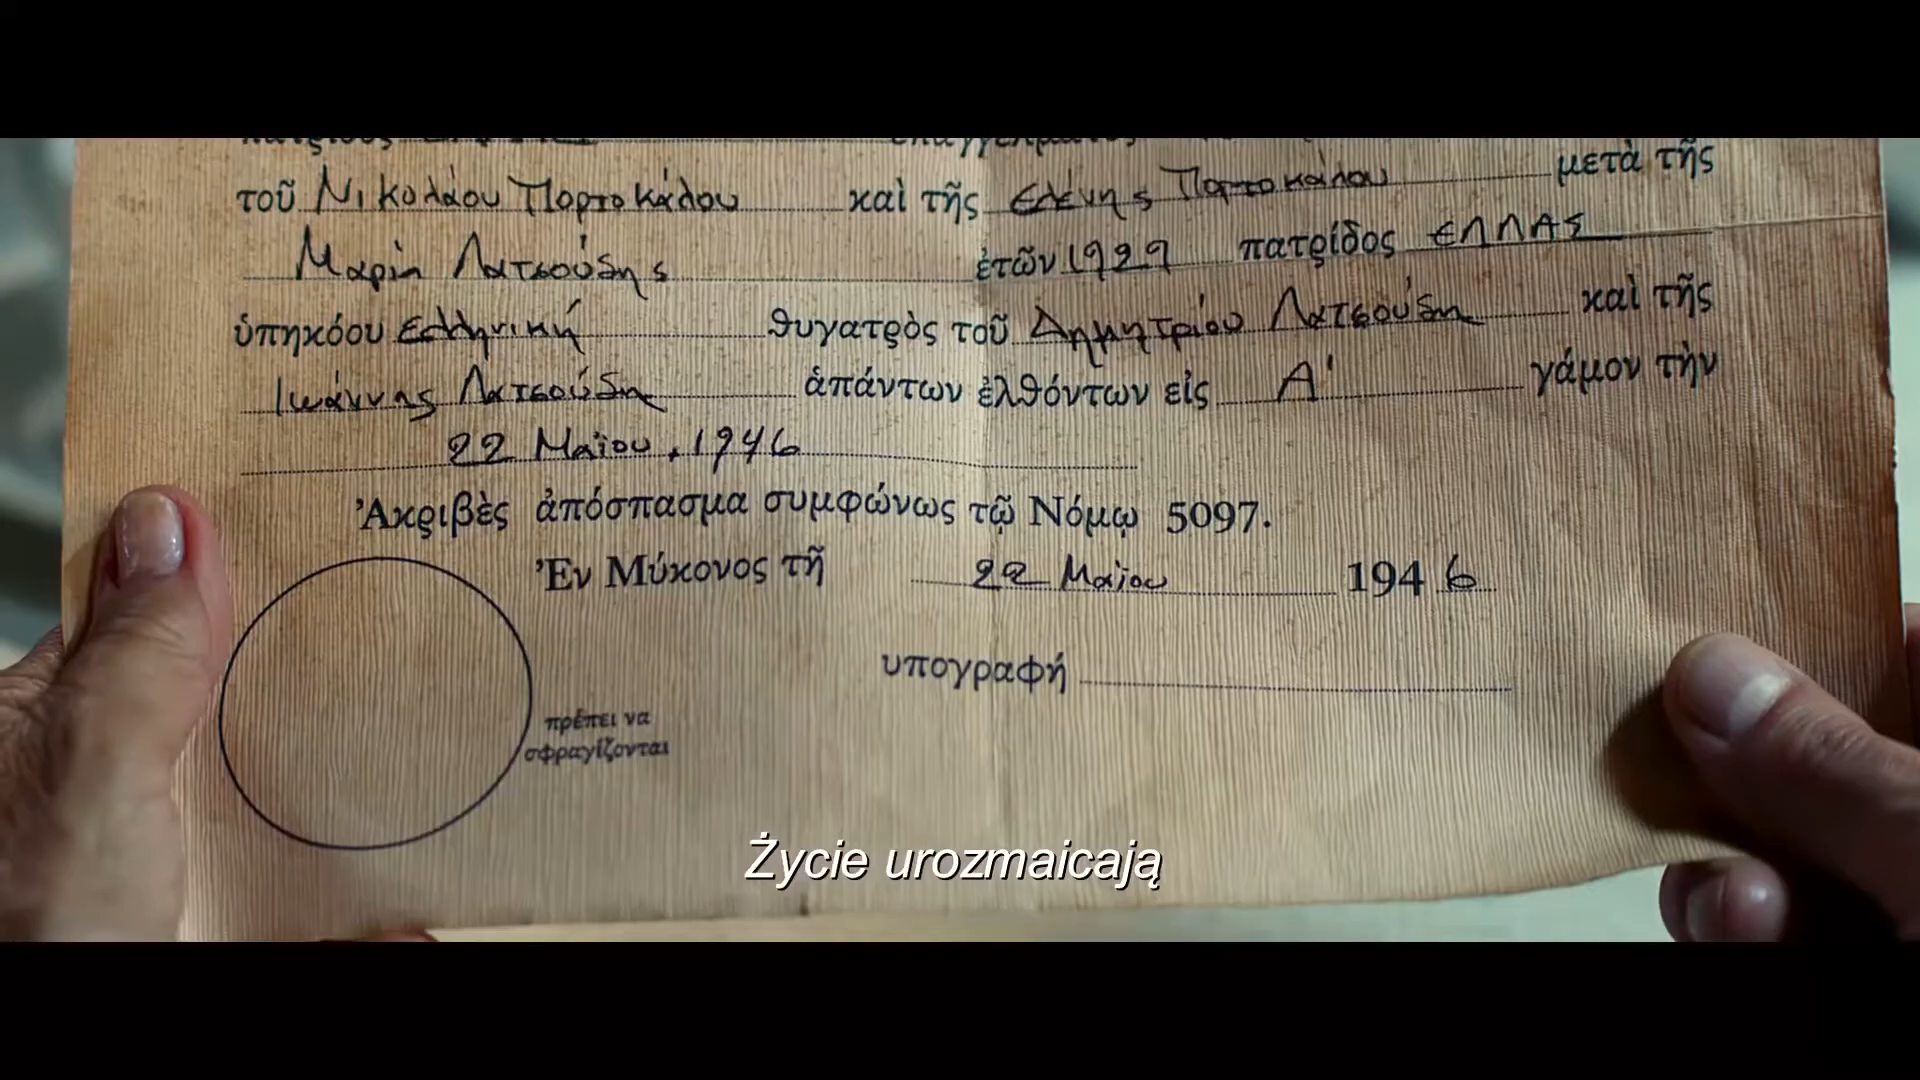 τοῦ Νικολάου Πορτοκάλου καὶ τῆς Ελένης Πορτοκάλου μετὰ τῆς
Μαρία Λατσούδης ἐτῶν 1929 πατρίδος ΕΛΛΑΣ
ὑπηκόου Ελληνική θυγατρὸς τοῦ Δημητρίου Λατσούδη καὶ τῆς
Ιωάννης Λατσούδη ἁπάντων ἐλθόντων εἰς Α' γάμον τὴν
22 Μαΐου, 1946
Ἀκριβὲς ἀπόσπασμα συμφώνως τῷ Νόμῳ 5097.
Ἐν Μύκονος τῇ 22 Μαΐου 1946
υπογραφή
πρέπει να
σφραγίζονται
Życie urozmaicają